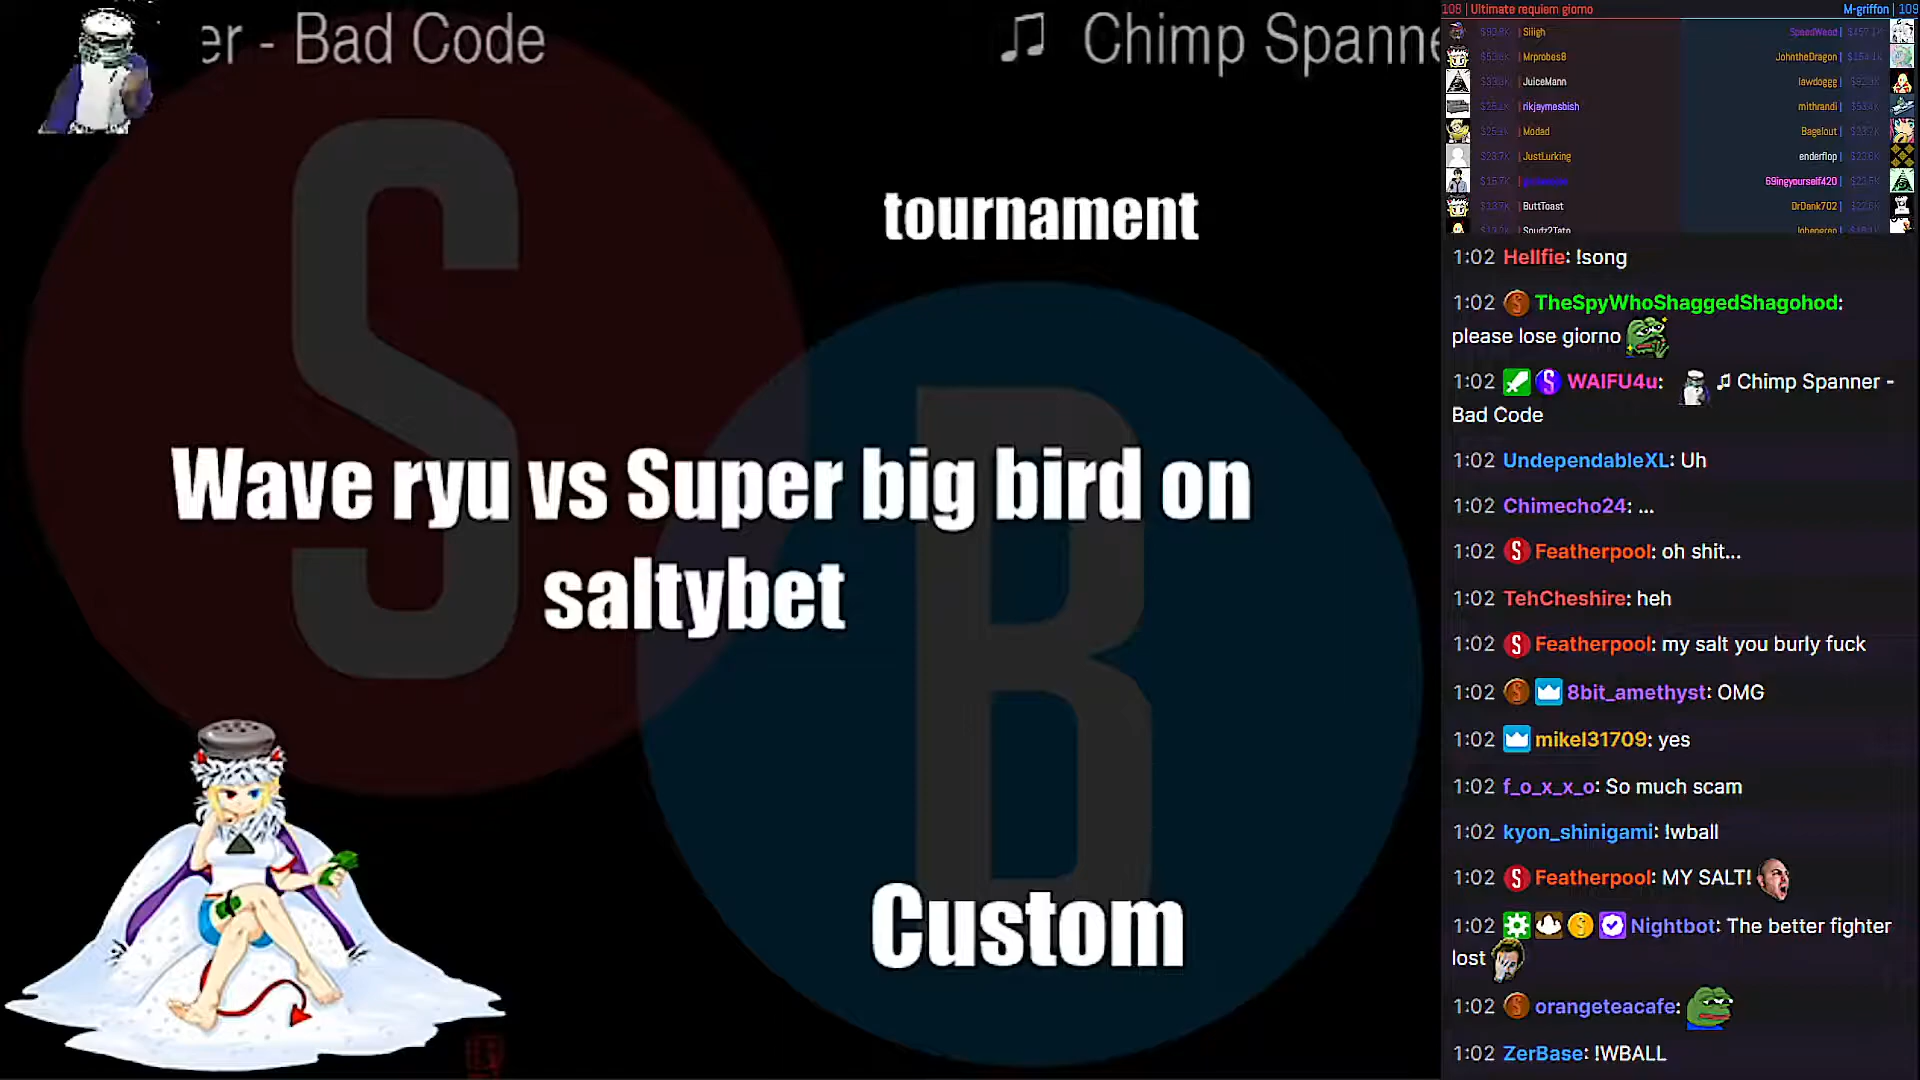 er - Bad Code
♫ Chimp Spanne
S
B
tournament
Wave ryu vs Super big bird on
saltybet
Custom
108 | Ultimate requiem giorno
M-griffon | 109
| Siligh
SpeedWeed |
| Mrprobes8
JohntheDragon |
| JuiceMann
lawdoggg |
| rikjaymasbish
mithrandi |
| Modad
Bagelout |
| JustLurking
enderflop |
69ingyourself420 |
| ButtToast
DrDank702 |
| Spudz2Tato
1:02 Hellfie: !song
1:02 TheSpyWhoShaggedShagohod:
please lose giorno
1:02 WAIFU4u: ♫ Chimp Spanner -
Bad Code
1:02 UndependableXL: Uh
1:02 Chimecho24: ...
1:02 Featherpool: oh shit...
1:02 TehCheshire: heh
1:02 Featherpool: my salt you burly fuck
1:02 8bit_amethyst: OMG
1:02 mikel31709: yes
1:02 f_o_x_x_o: So much scam
1:02 kyon_shinigami: !wball
1:02 Featherpool: MY SALT!
1:02 Nightbot: The better fighter
lost
1:02 orangeteacafe:
1:02 ZerBase: !WBALL